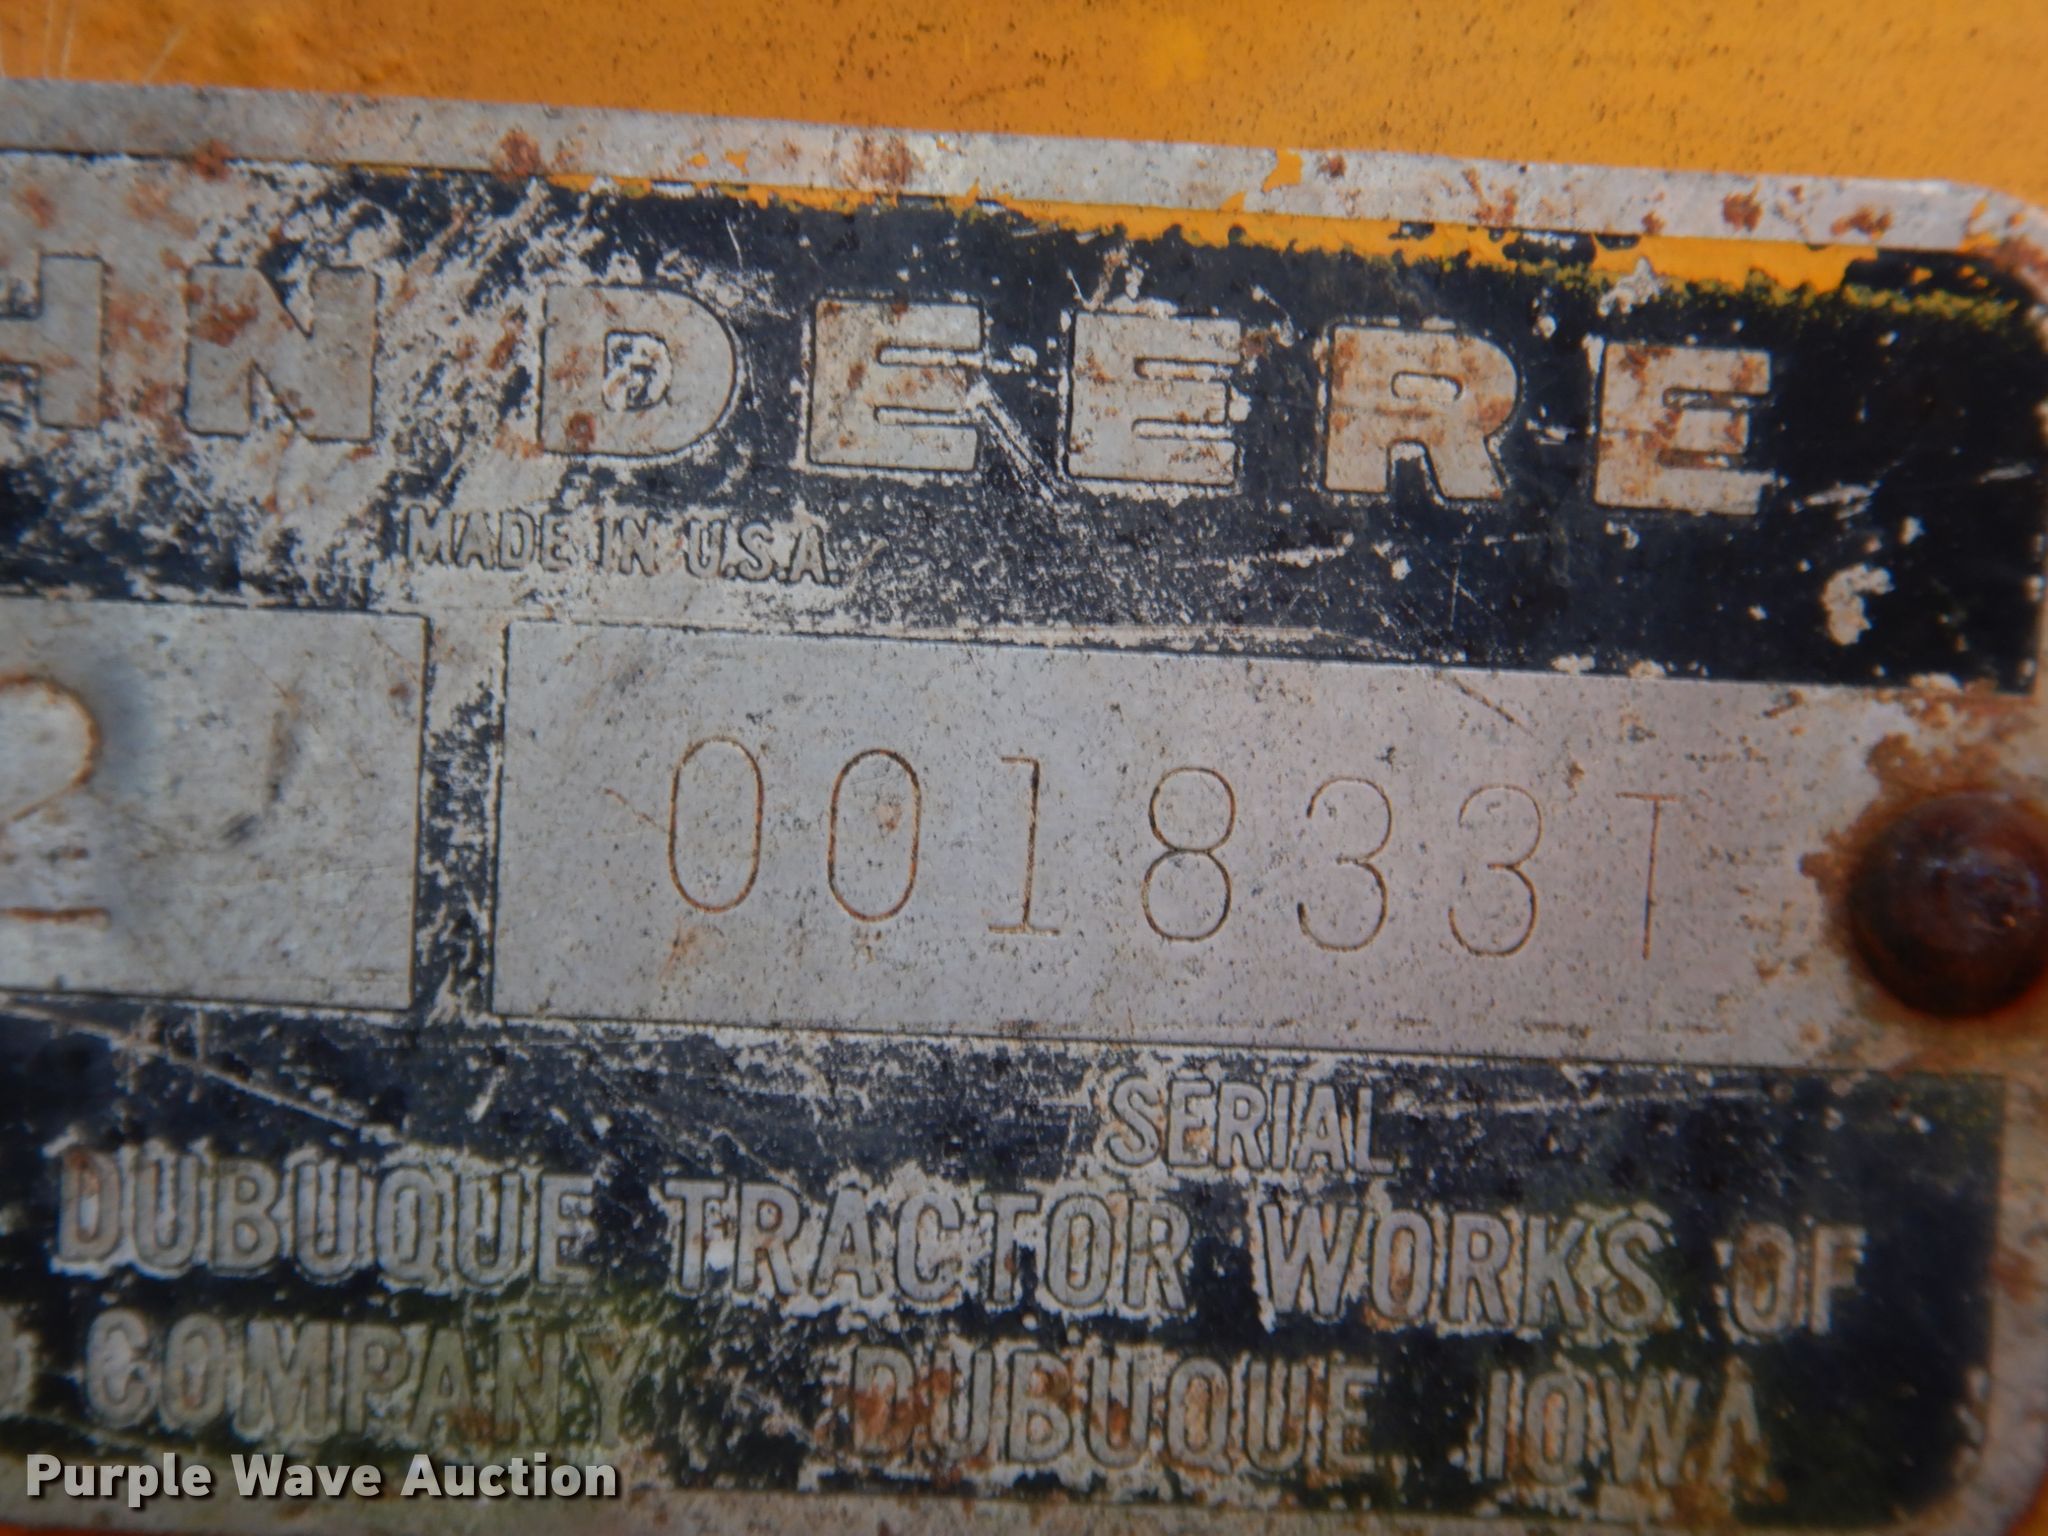 HN DEERE
MADE IN U.S.A.
2 001833T
SERIAL
DUBUQUE TRACTOR WORKS OF
COMPANY DUBUQUE IOWA
Purple Wave Auction